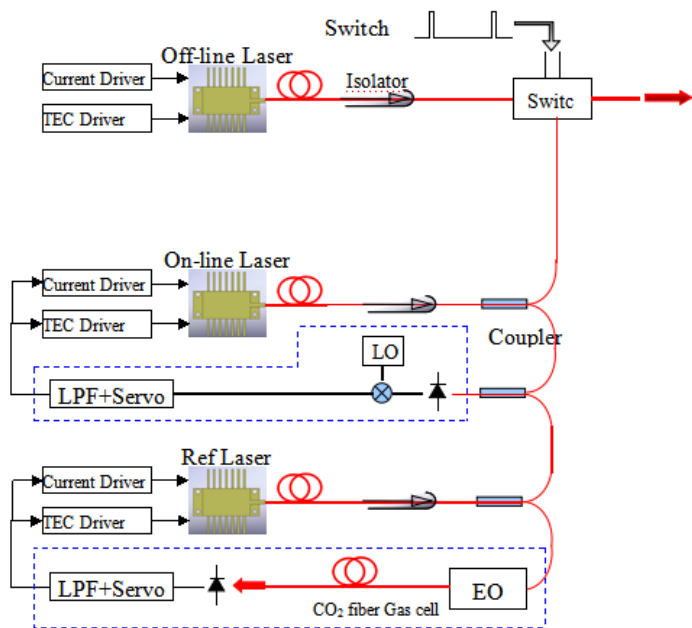 Switch
Off-line Laser
Current Driver
Isolator
TEC Driver
Switc
On-line Laser
Current Driver
TEC Driver
Coupler
LO
LPF+Servo
Ref Laser
Current Driver
TEC Driver
LPF+Servo
CO₂ fiber Gas cell
EO